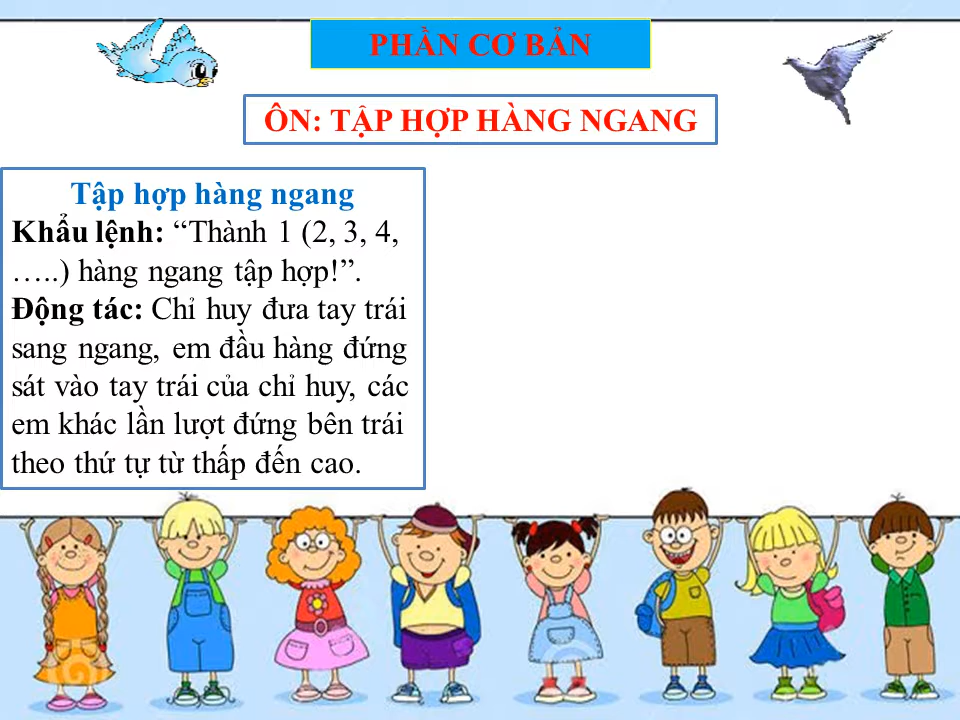 PHẦN CƠ BẢN
ÔN: TẬP HỢP HÀNG NGANG
Tập hợp hàng ngang
Khẩu lệnh: “Thành 1 (2, 3, 4,
…..) hàng ngang tập hợp!”.
Động tác: Chỉ huy đưa tay trái
sang ngang, em đầu hàng đứng
sát vào tay trái của chỉ huy, các
em khác lần lượt đứng bên trái
theo thứ tự từ thấp đến cao.